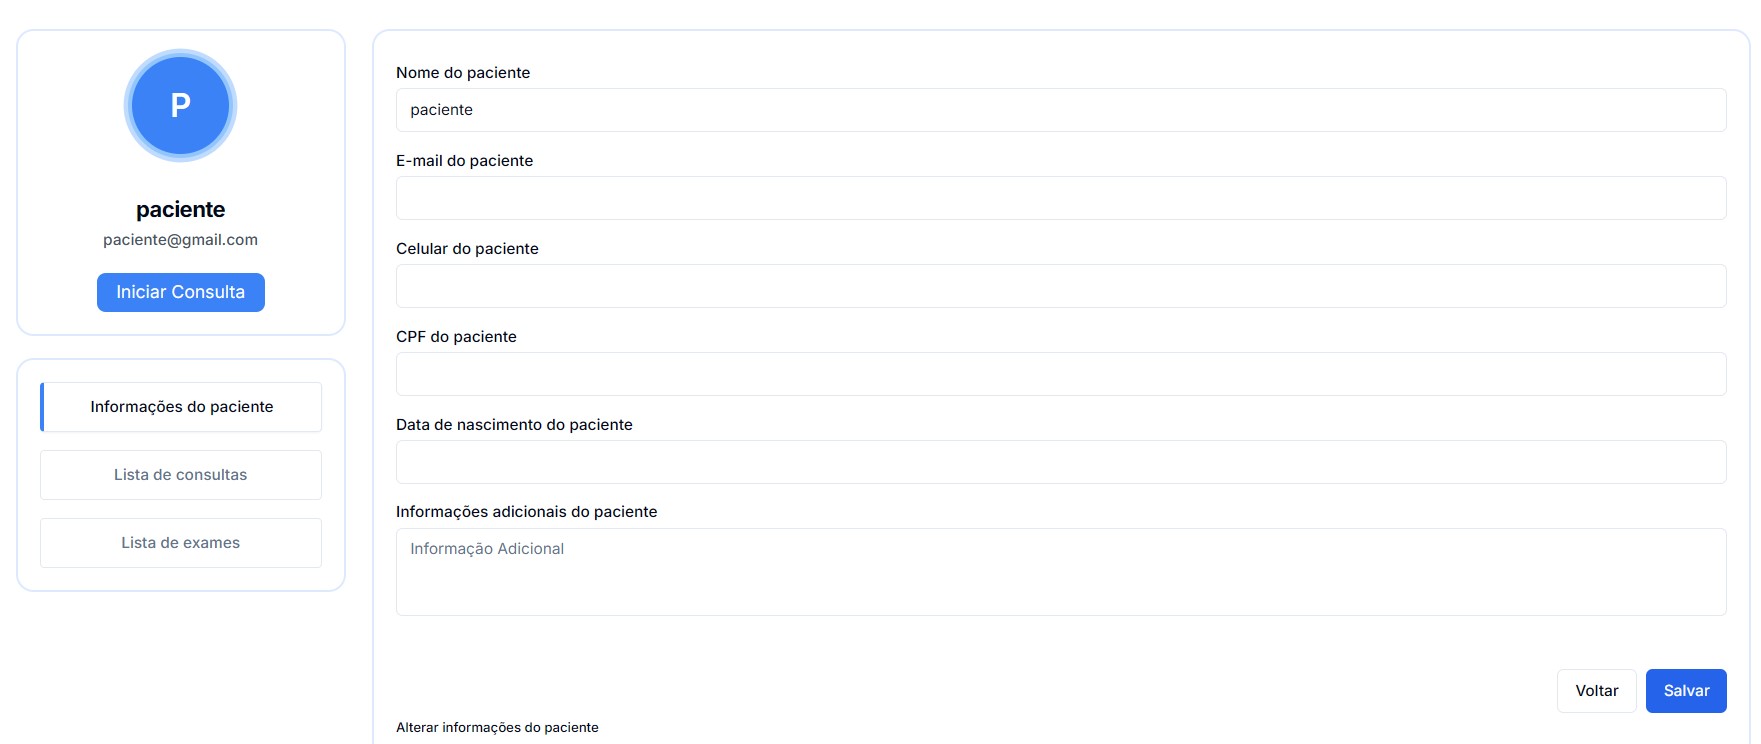 P
paciente
paciente@gmail.com
Iniciar Consulta
Informações do paciente
Lista de consultas
Lista de exames
Nome do paciente
paciente
E-mail do paciente
Celular do paciente
CPF do paciente
Data de nascimento do paciente
Informações adicionais do paciente
Informação Adicional
Voltar
Salvar
Alterar informações do paciente